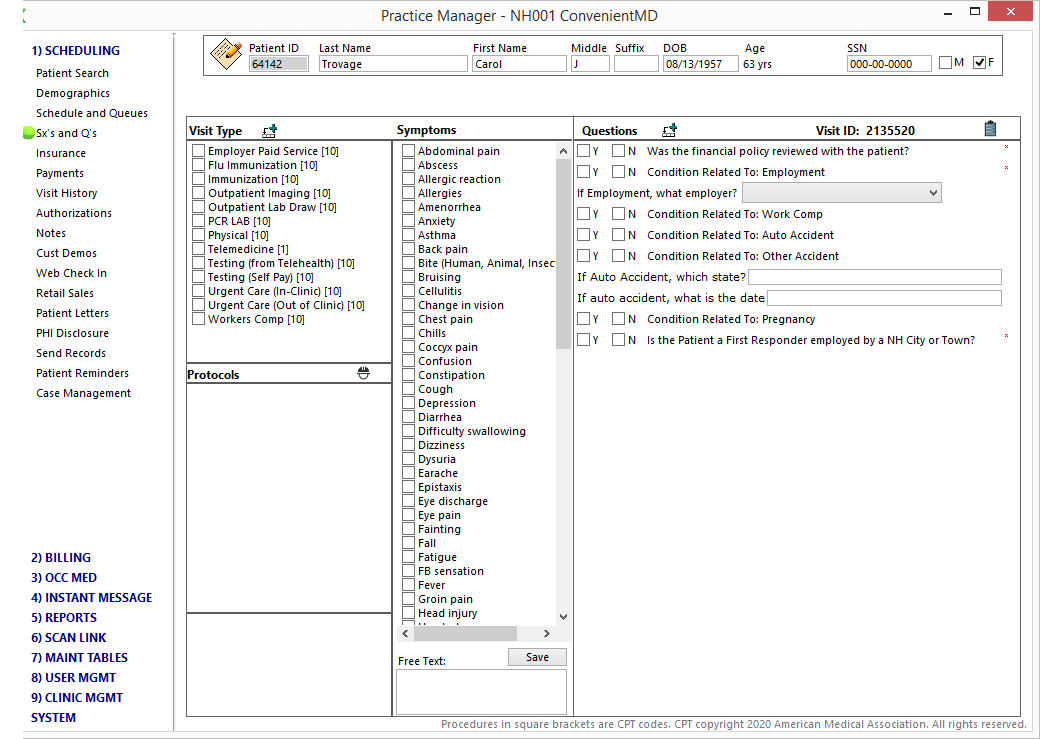 Practice Manager - NH001 ConvenientMD
1) SCHEDULING
Patient Search
Demographics
Schedule and Queues
Sx's and Q's
Insurance
Payments
Visit History
Authorizations
Notes
Cust Demos
Web Check In
Retail Sales
Patient Letters
PHI Disclosure
Send Records
Patient Reminders
Case Management
2) BILLING
3) OCC MED
4) INSTANT MESSAGE
5) REPORTS
6) SCAN LINK
7) MAINT TABLES
8) USER MGMT
9) CLINIC MGMT
SYSTEM
Patient ID Last Name First Name Middle Suffix DOB Age SSN
64142 Trovage Carol J 08/13/1957 63 yrs 000-00-0000 M F
Visit Type
Employer Paid Service [10]
Flu Immunization [10]
Immunization [10]
Outpatient Imaging [10]
Outpatient Lab Draw [10]
PCR LAB [10]
Physical [10]
Telemedicine [1]
Testing (from Telehealth) [10]
Testing (Self Pay) [10]
Urgent Care (In-Clinic) [10]
Urgent Care (Out of Clinic) [10]
Workers Comp [10]
Protocols
Symptoms
Abdominal pain
Abscess
Allergic reaction
Allergies
Amenorrhea
Anxiety
Asthma
Back pain
Bite (Human, Animal, Insec
Bruising
Cellulitis
Change in vision
Chest pain
Chills
Coccyx pain
Confusion
Constipation
Cough
Depression
Diarrhea
Difficulty swallowing
Dizziness
Dysuria
Earache
Epistaxis
Eye discharge
Eye pain
Fainting
Fall
Fatigue
FB sensation
Fever
Groin pain
Head injury
Free Text: Save
Questions Visit ID: 2135520
Y N Was the financial policy reviewed with the patient? *
Y N Condition Related To: Employment *
If Employment, what employer?
Y N Condition Related To: Work Comp
Y N Condition Related To: Auto Accident
Y N Condition Related To: Other Accident
If Auto Accident, which state?
If auto accident, what is the date
Y N Condition Related To: Pregnancy
Y N Is the Patient a First Responder employed by a NH City or Town? *
Procedures in square brackets are CPT codes. CPT copyright 2020 American Medical Association. All rights reserved.